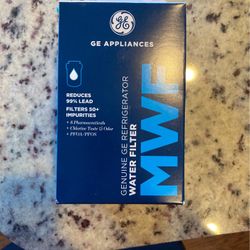 GE
GE APPLIANCES
REDUCES
99% LEAD
FILTERS 50+
IMPURITIES
+ 8 Pharmaceuticals
+ Chlorine Taste & Odor
+ PFOA/PFOS
GENUINE GE REFRIGERATOR
WATER FILTER
MWF